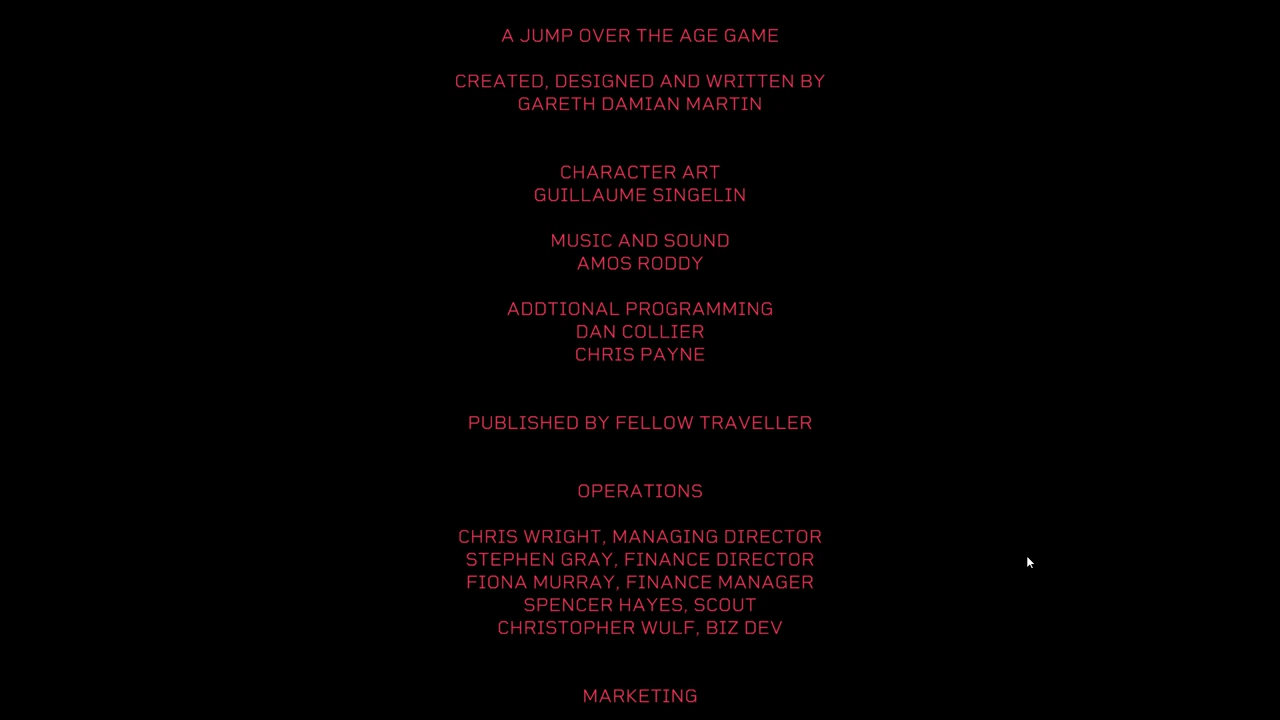 A JUMP OVER THE AGE GAME
CREATED, DESIGNED AND WRITTEN BY
GARETH DAMIAN MARTIN
CHARACTER ART
GUILLAUME SINGELIN
MUSIC AND SOUND
AMOS RODDY
ADDTIONAL PROGRAMMING
DAN COLLIER
CHRIS PAYNE
PUBLISHED BY FELLOW TRAVELLER
OPERATIONS
CHRIS WRIGHT, MANAGING DIRECTOR
STEPHEN GRAY, FINANCE DIRECTOR
FIONA MURRAY, FINANCE MANAGER
SPENCER HAYES, SCOUT
CHRISTOPHER WULF, BIZ DEV
MARKETING